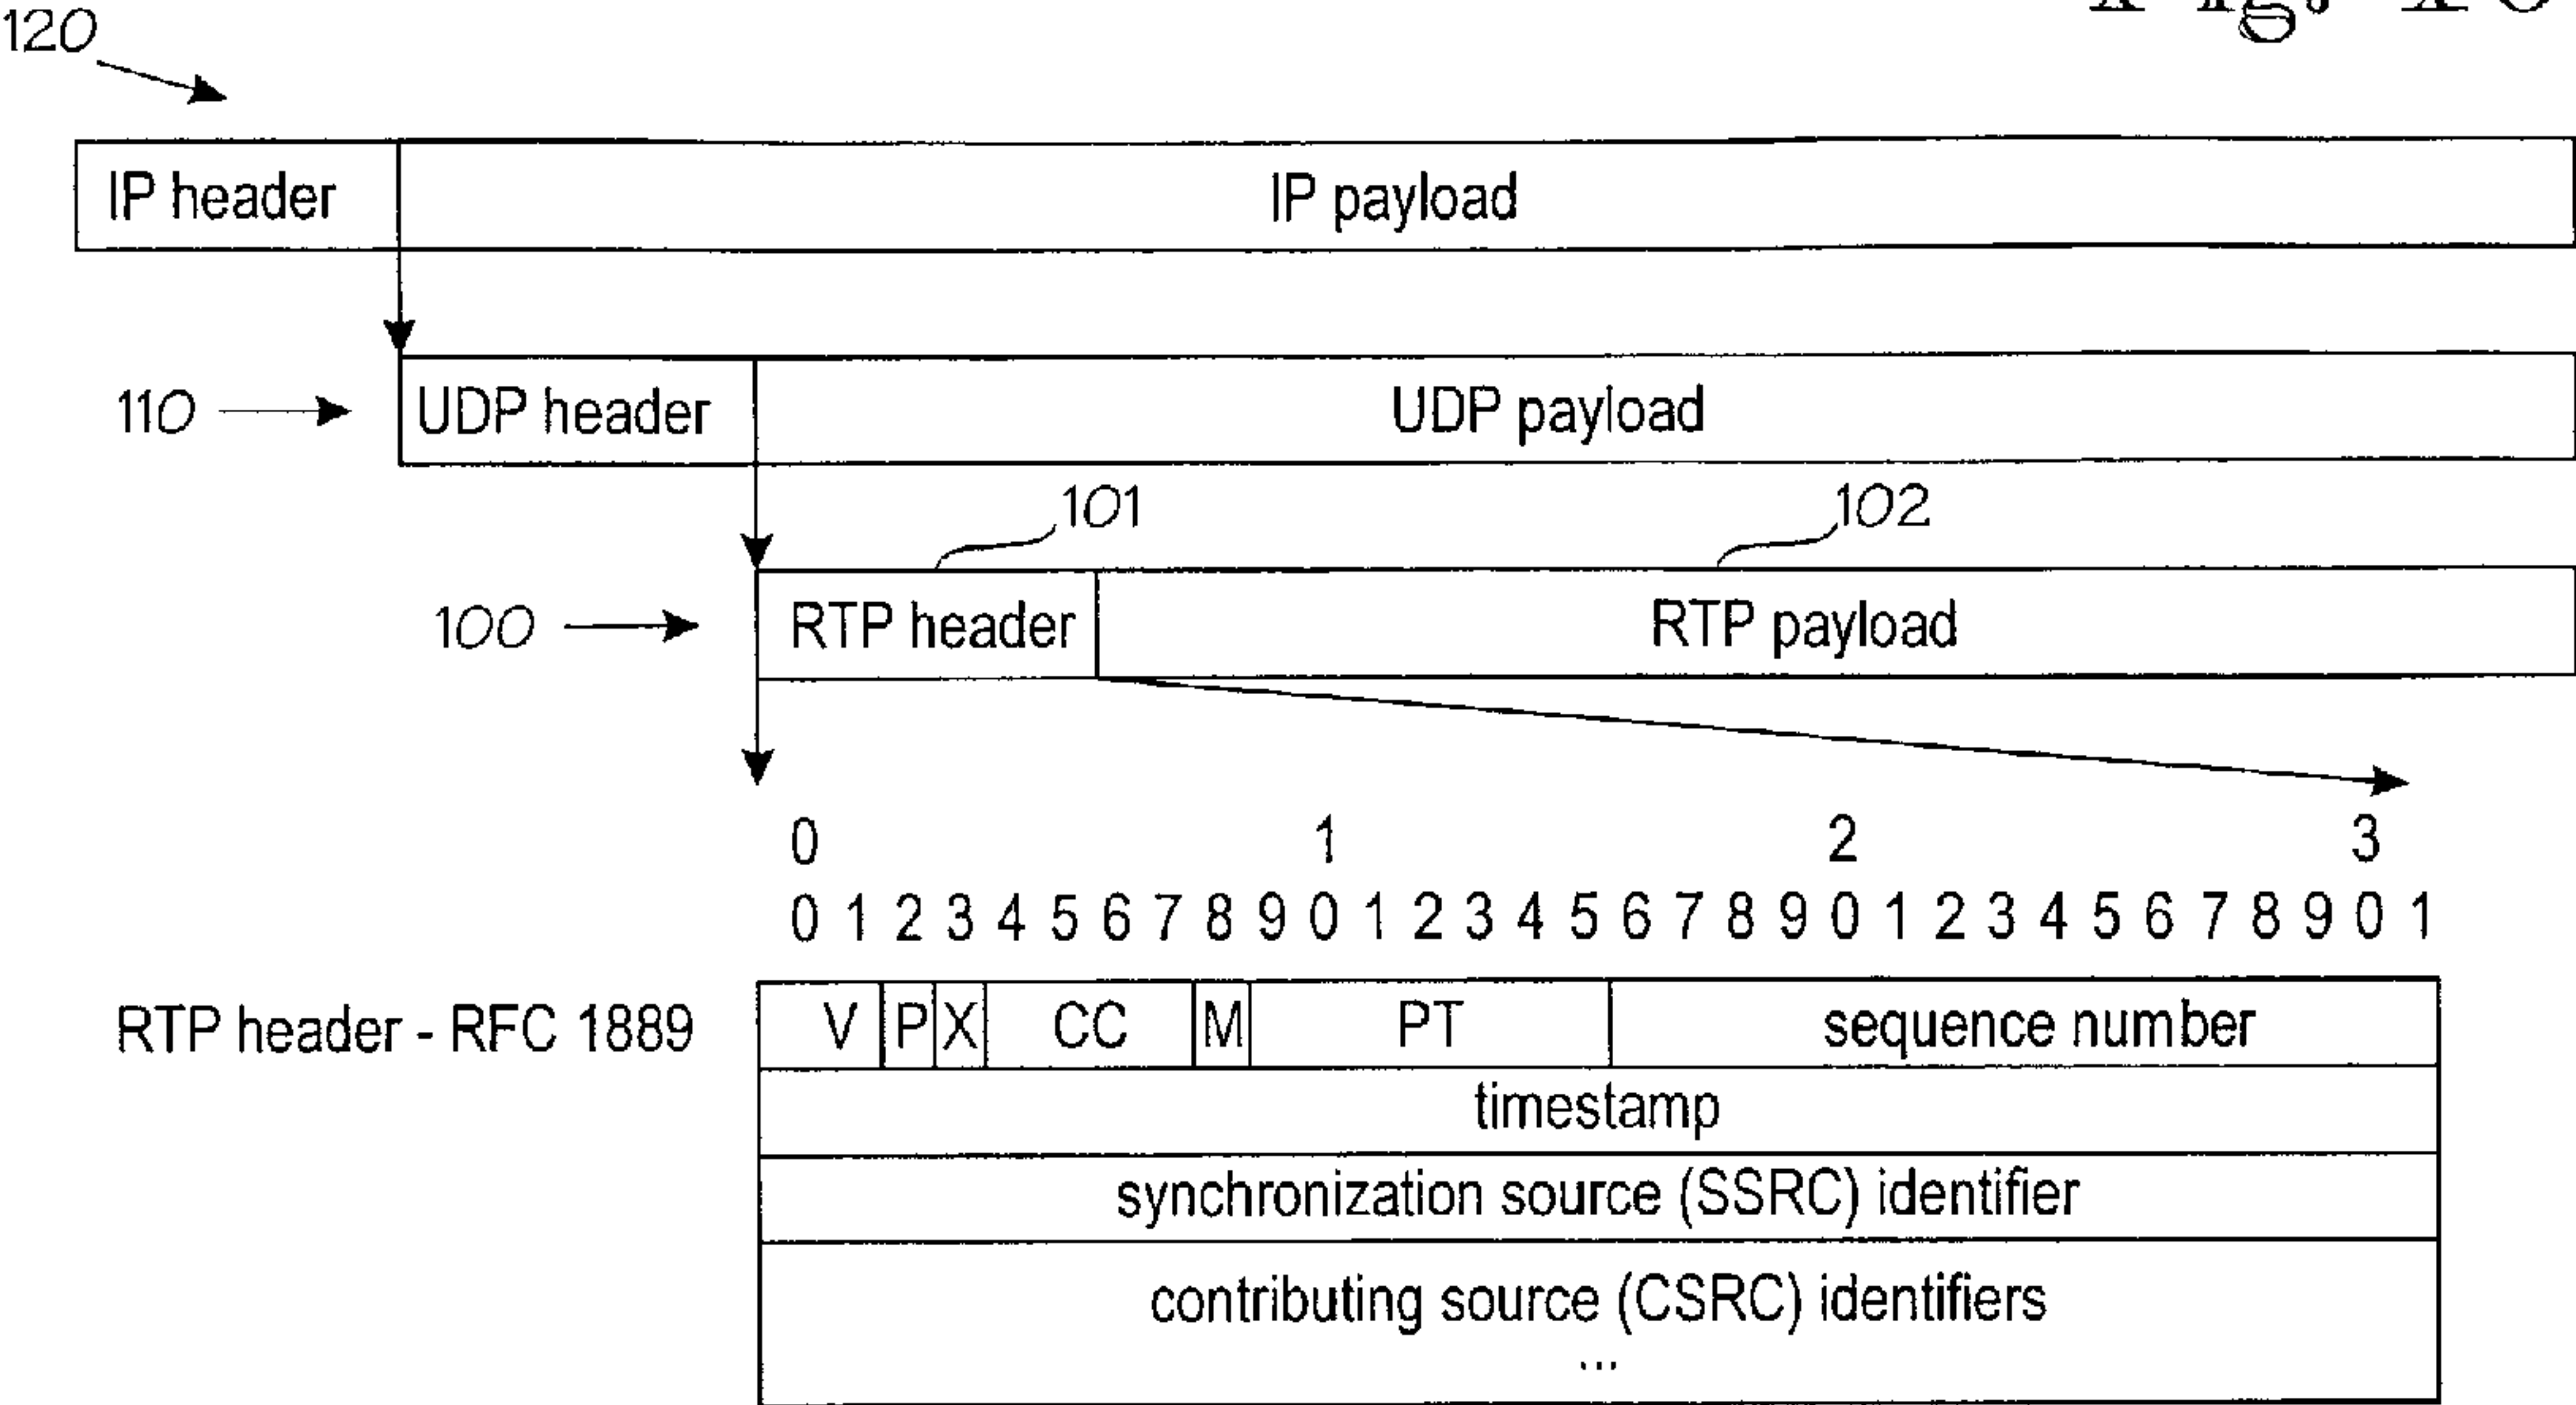 120
IP header IP payload
110 UDP header UDP payload
101 102
100 RTP header RTP payload
0 1 2 3
0 1 2 3 4 5 6 7 8 9 0 1 2 3 4 5 6 7 8 9 0 1 2 3 4 5 6 7 8 9 0 1
RTP header - RFC 1889 V P X CC M PT sequence number
timestamp
synchronization source (SSRC) identifier
contributing source (CSRC) identifiers
...